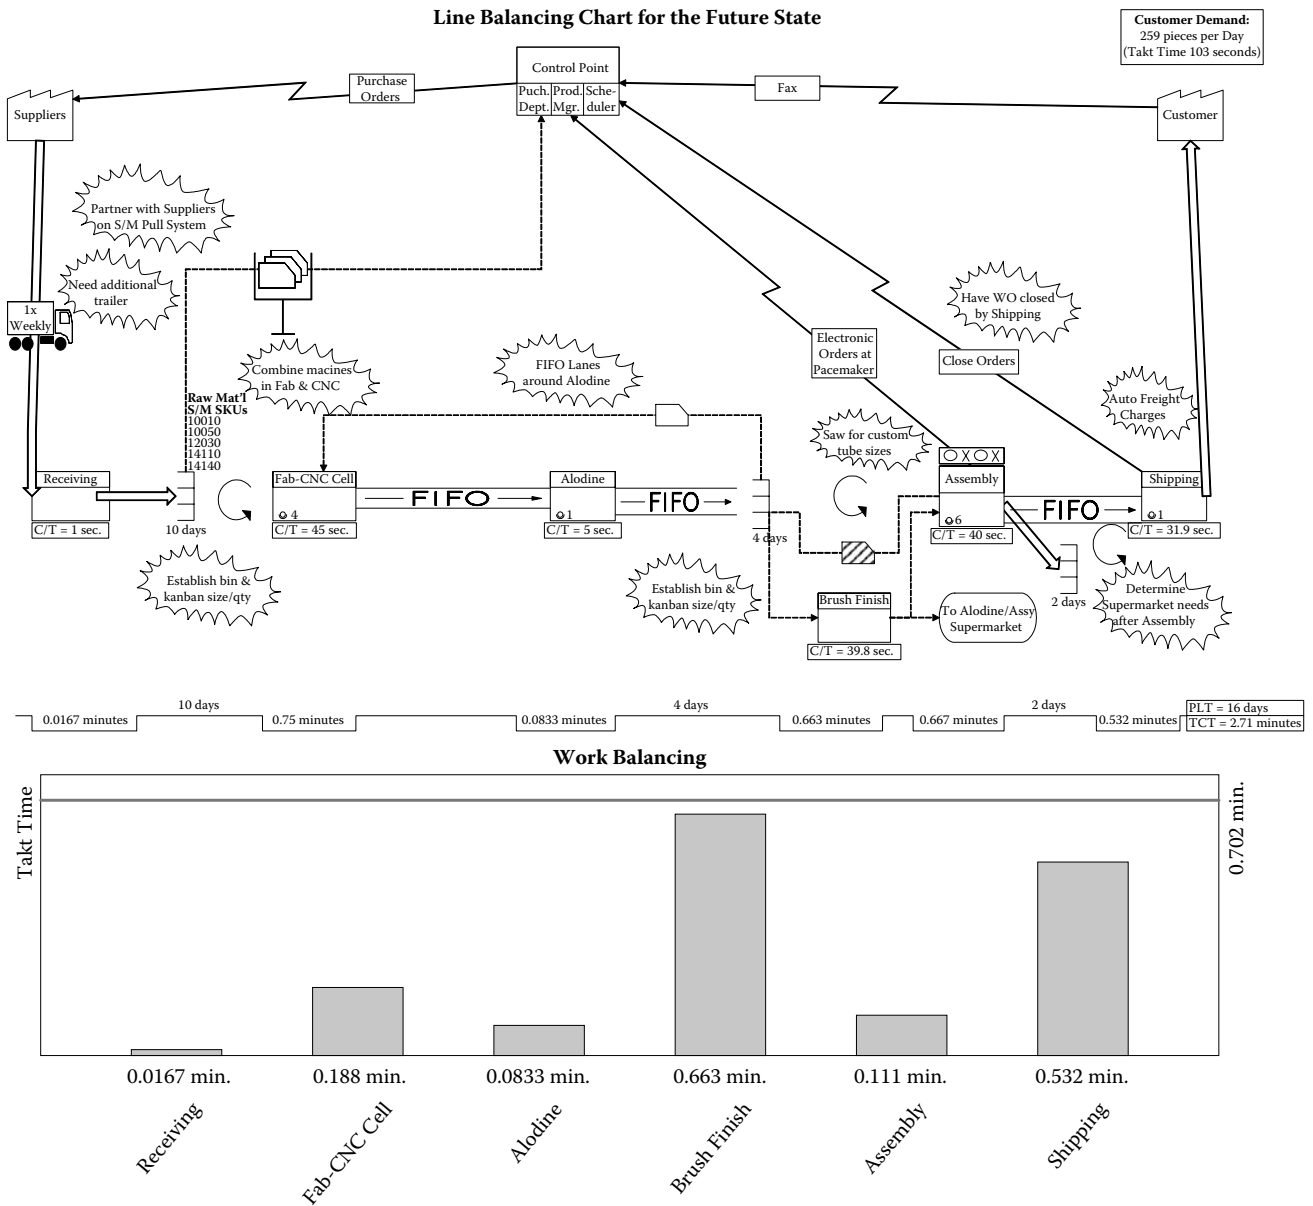 Line Balancing Chart for the Future State
Customer Demand:
259 pieces per Day
(Takt Time 103 seconds)
Control Point
Puch.
Dept.
Prod.
Mgr.
Sche-
duler
Purchase
Orders
Fax
Suppliers
Customer
Partner with Suppliers
on S/M Pull System
Need additional
trailer
1x
Weekly
Have WO closed
by Shipping
Electronic
Orders at
Pacemaker
Close Orders
Combine macines
in Fab & CNC
FIFO Lanes
around Alodine
Auto Freight
Charges
Raw Mat'l
S/M SKUs
10010
10050
12030
14110
14140
Saw for custom
tube sizes
OXOX
Receiving
C/T = 1 sec.
10 days
Fab-CNC Cell
4
C/T = 45 sec.
FIFO
Alodine
1
C/T = 5 sec.
FIFO
4 days
Assembly
6
C/T = 40 sec.
FIFO
Shipping
1
C/T = 31.9 sec.
Establish bin &
kanban size/qty
Establish bin &
kanban size/qty
Brush Finish
C/T = 39.8 sec.
To Alodine/Assy
Supermarket
2 days
Determine
Supermarket needs
after Assembly
0.0167 minutes
10 days
0.75 minutes
0.0833 minutes
4 days
0.663 minutes
0.667 minutes
2 days
0.532 minutes
PLT = 16 days
TCT = 2.71 minutes
Work Balancing
Takt Time
0.702 min.
0.0167 min.
0.188 min.
0.0833 min.
0.663 min.
0.111 min.
0.532 min.
Receiving
Fab-CNC Cell
Alodine
Brush Finish
Assembly
Shipping